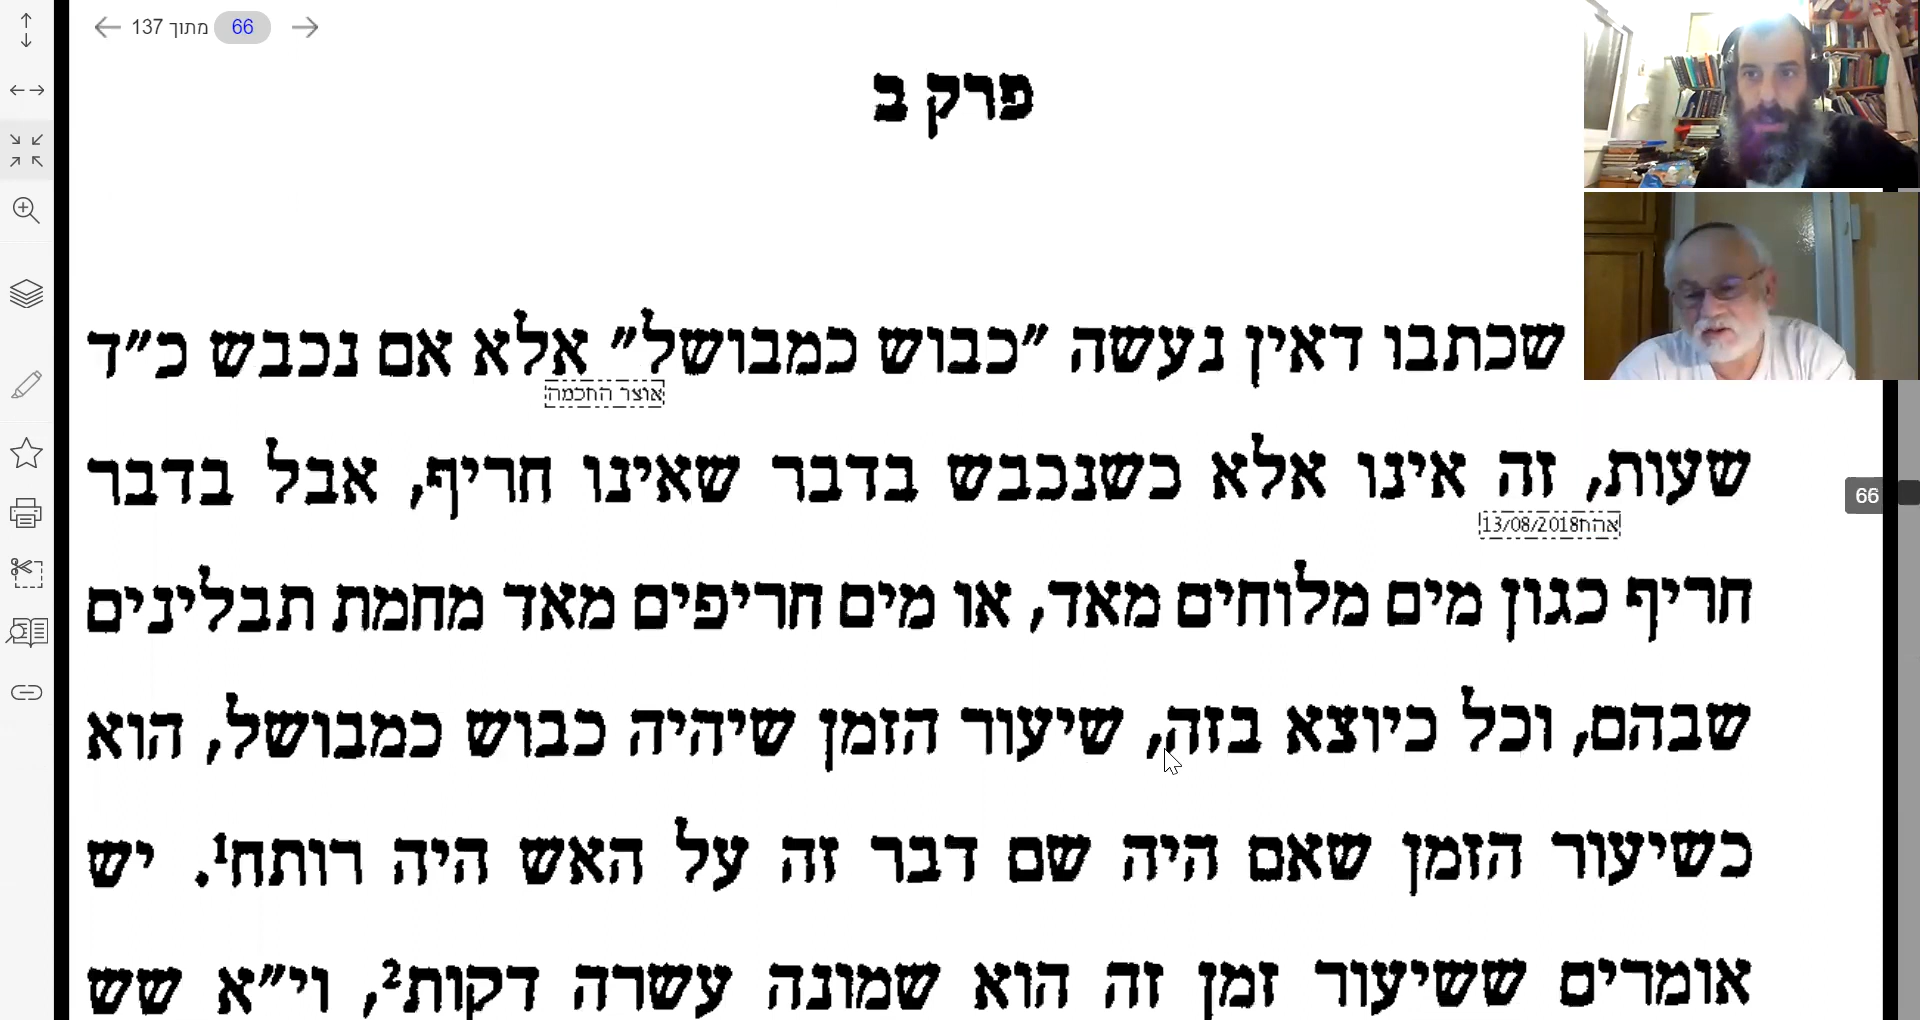 66 מתוך 137
פרק ב
שכתבו דאין נעשה "כבוש כמבושל" אלא אם נכבש כ"ד
אוצר החכמה
שעות, זה אינו אלא כשנכבש בדבר שאינו חריף, אבל בדבר
אהח13/08/2018
חריף כגון מים מלוחים מאד, או מים חריפים מאד מחמת תבלינים
שבהם, וכל כיוצא בזה, שיעור הזמן שיהיה כבוש כמבושל, הוא
כשיעור הזמן שאם היה שם דבר זה על האש היה רותח1. יש
אומרים ששיעור זמן זה הוא שמונה עשרה דקות2, וי"א שש
66